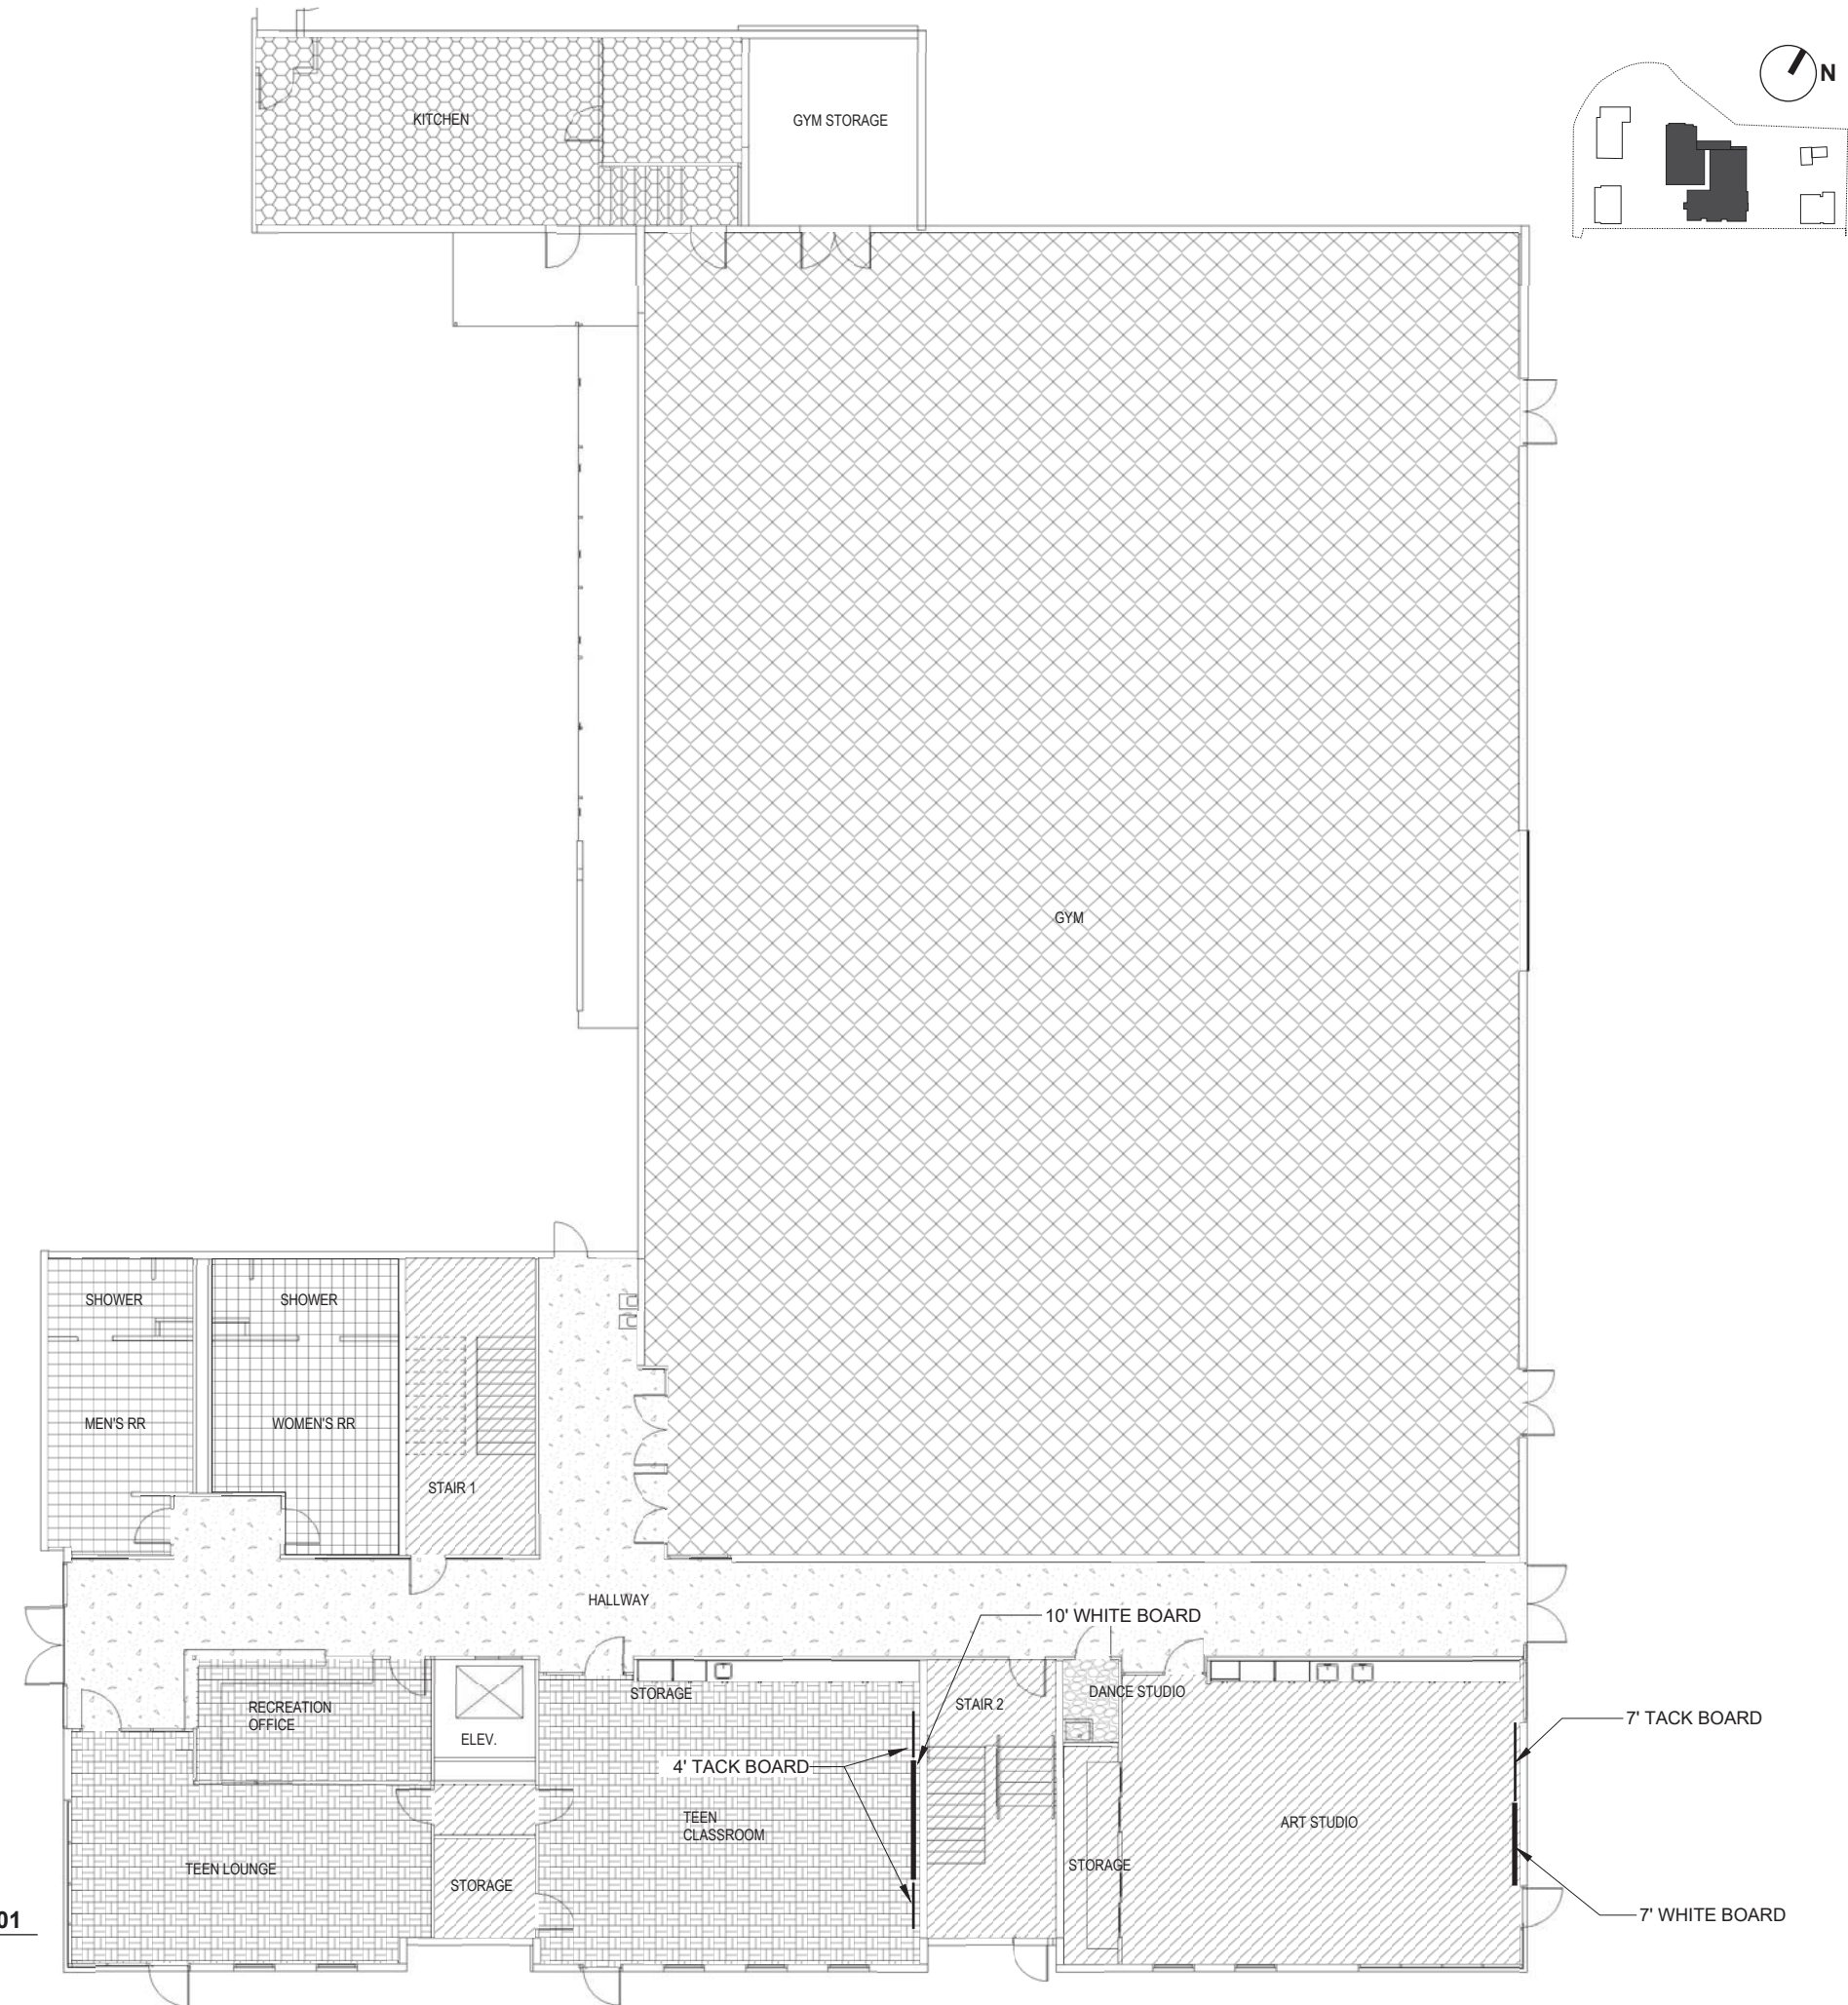 KITCHEN
GYM STORAGE
N
GYM
SHOWER
SHOWER
MEN'S RR
WOMEN'S RR
STAIR 1
HALLWAY
10' WHITE BOARD
RECREATION
OFFICE
ELEV.
STORAGE
STAIR 2
DANCE STUDIO
7' TACK BOARD
4' TACK BOARD
TEEN
CLASSROOM
ART STUDIO
TEEN LOUNGE
STORAGE
STORAGE
7' WHITE BOARD
01